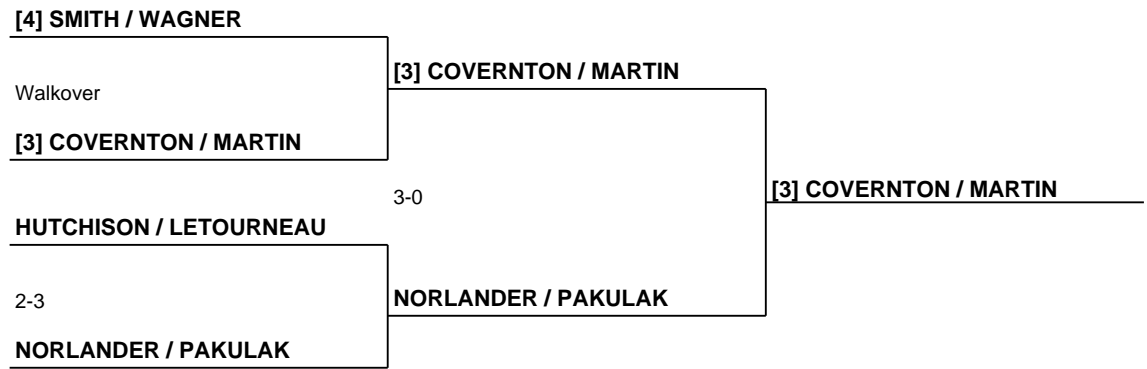 [4] SMITH / WAGNER
[3] COVERNTON / MARTIN
Walkover
[3] COVERNTON / MARTIN
3-0
[3] COVERNTON / MARTIN
HUTCHISON / LETOURNEAU
2-3
NORLANDER / PAKULAK
NORLANDER / PAKULAK